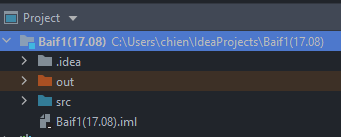 Project
Baif1(17.08) C:\Users\chien\IdeaProjects\Baif1(17.08)
.idea
out
src
Baif1(17.08).iml